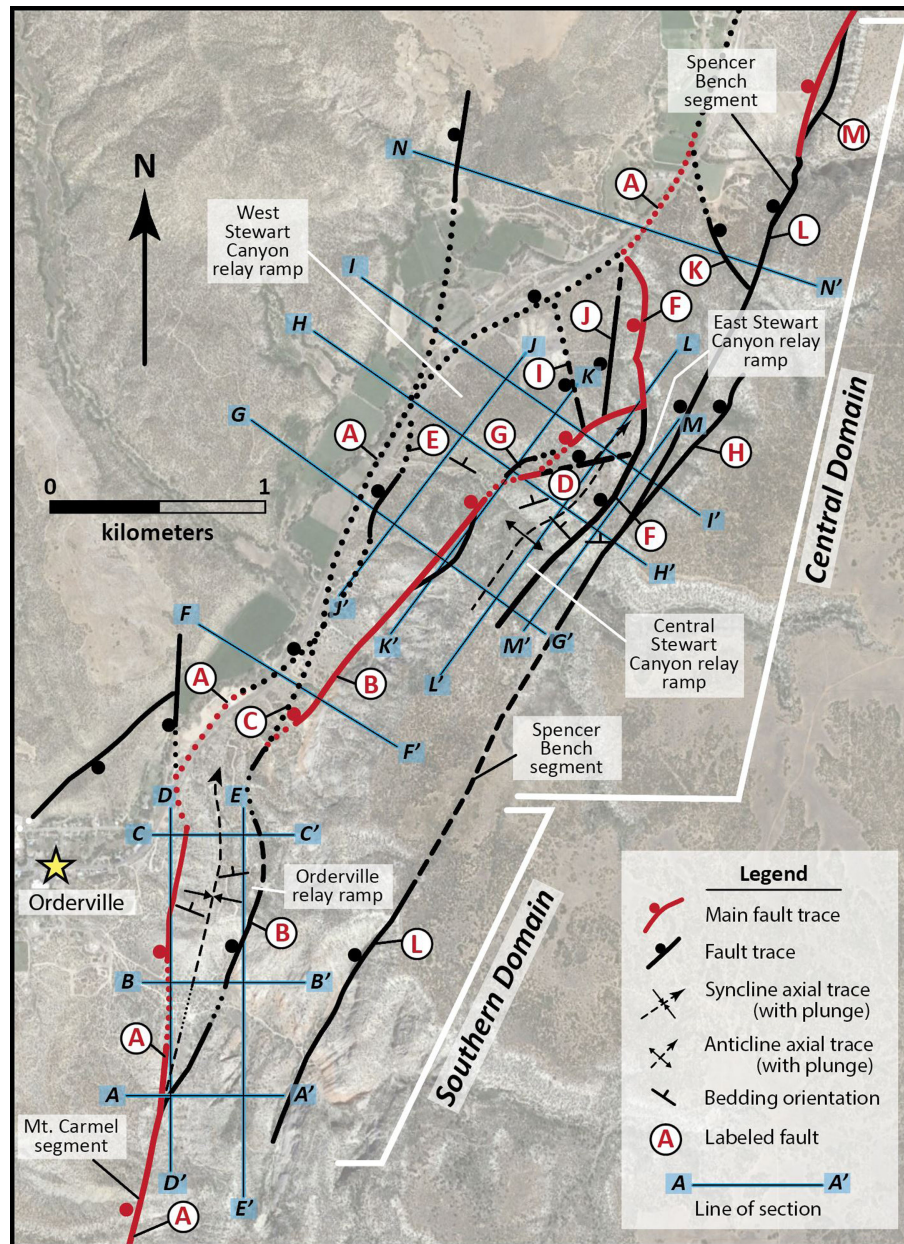 Spencer
Bench
segment
M
N
N
A
West
Stewart
Canyon
relay ramp
L
I
K
N'
F
East Stewart
Canyon relay
ramp
H
J
J
L
I
K
G
M
A
E
G
H
Central Domain
0
1
kilometers
D
F
I'
H'
J'
F
K'
M'
G'
L'
Central
Stewart
Canyon relay
ramp
A
B
C
F'
Spencer
Bench
segment
D
E
C
C'
Orderville
Orderville
relay ramp
B
L
B
B'
Southern Domain
A
A
A'
Mt. Carmel
segment
D'
E'
A
Legend
Main fault trace
Fault trace
Syncline axial trace
(with plunge)
Anticline axial trace
(with plunge)
Bedding orientation
A
Labeled fault
A
A'
Line of section